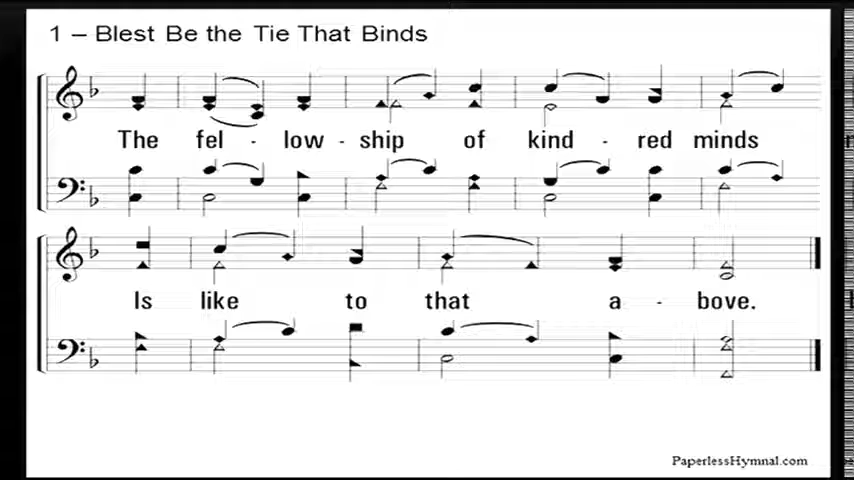 1 – Blest Be the Tie That Binds
The fel - low - ship of kind - red minds
Is like to that a - bove.
PaperlessHymnal.com